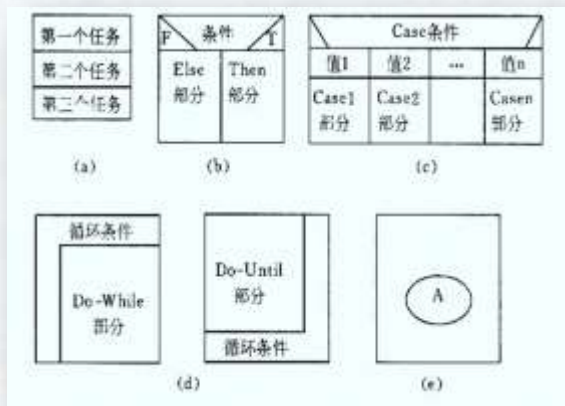 第一个任务
第二个任务
第三个任务
(a)
F 条件 T
Else 部分
Then 部分
(b)
Case条件
值1 值2 … 值n
Case1 部分
Case2 部分
Casen 部分
(c)
循环条件
Do-While 部分
Do-Until 部分
循环条件
(d)
A
(e)